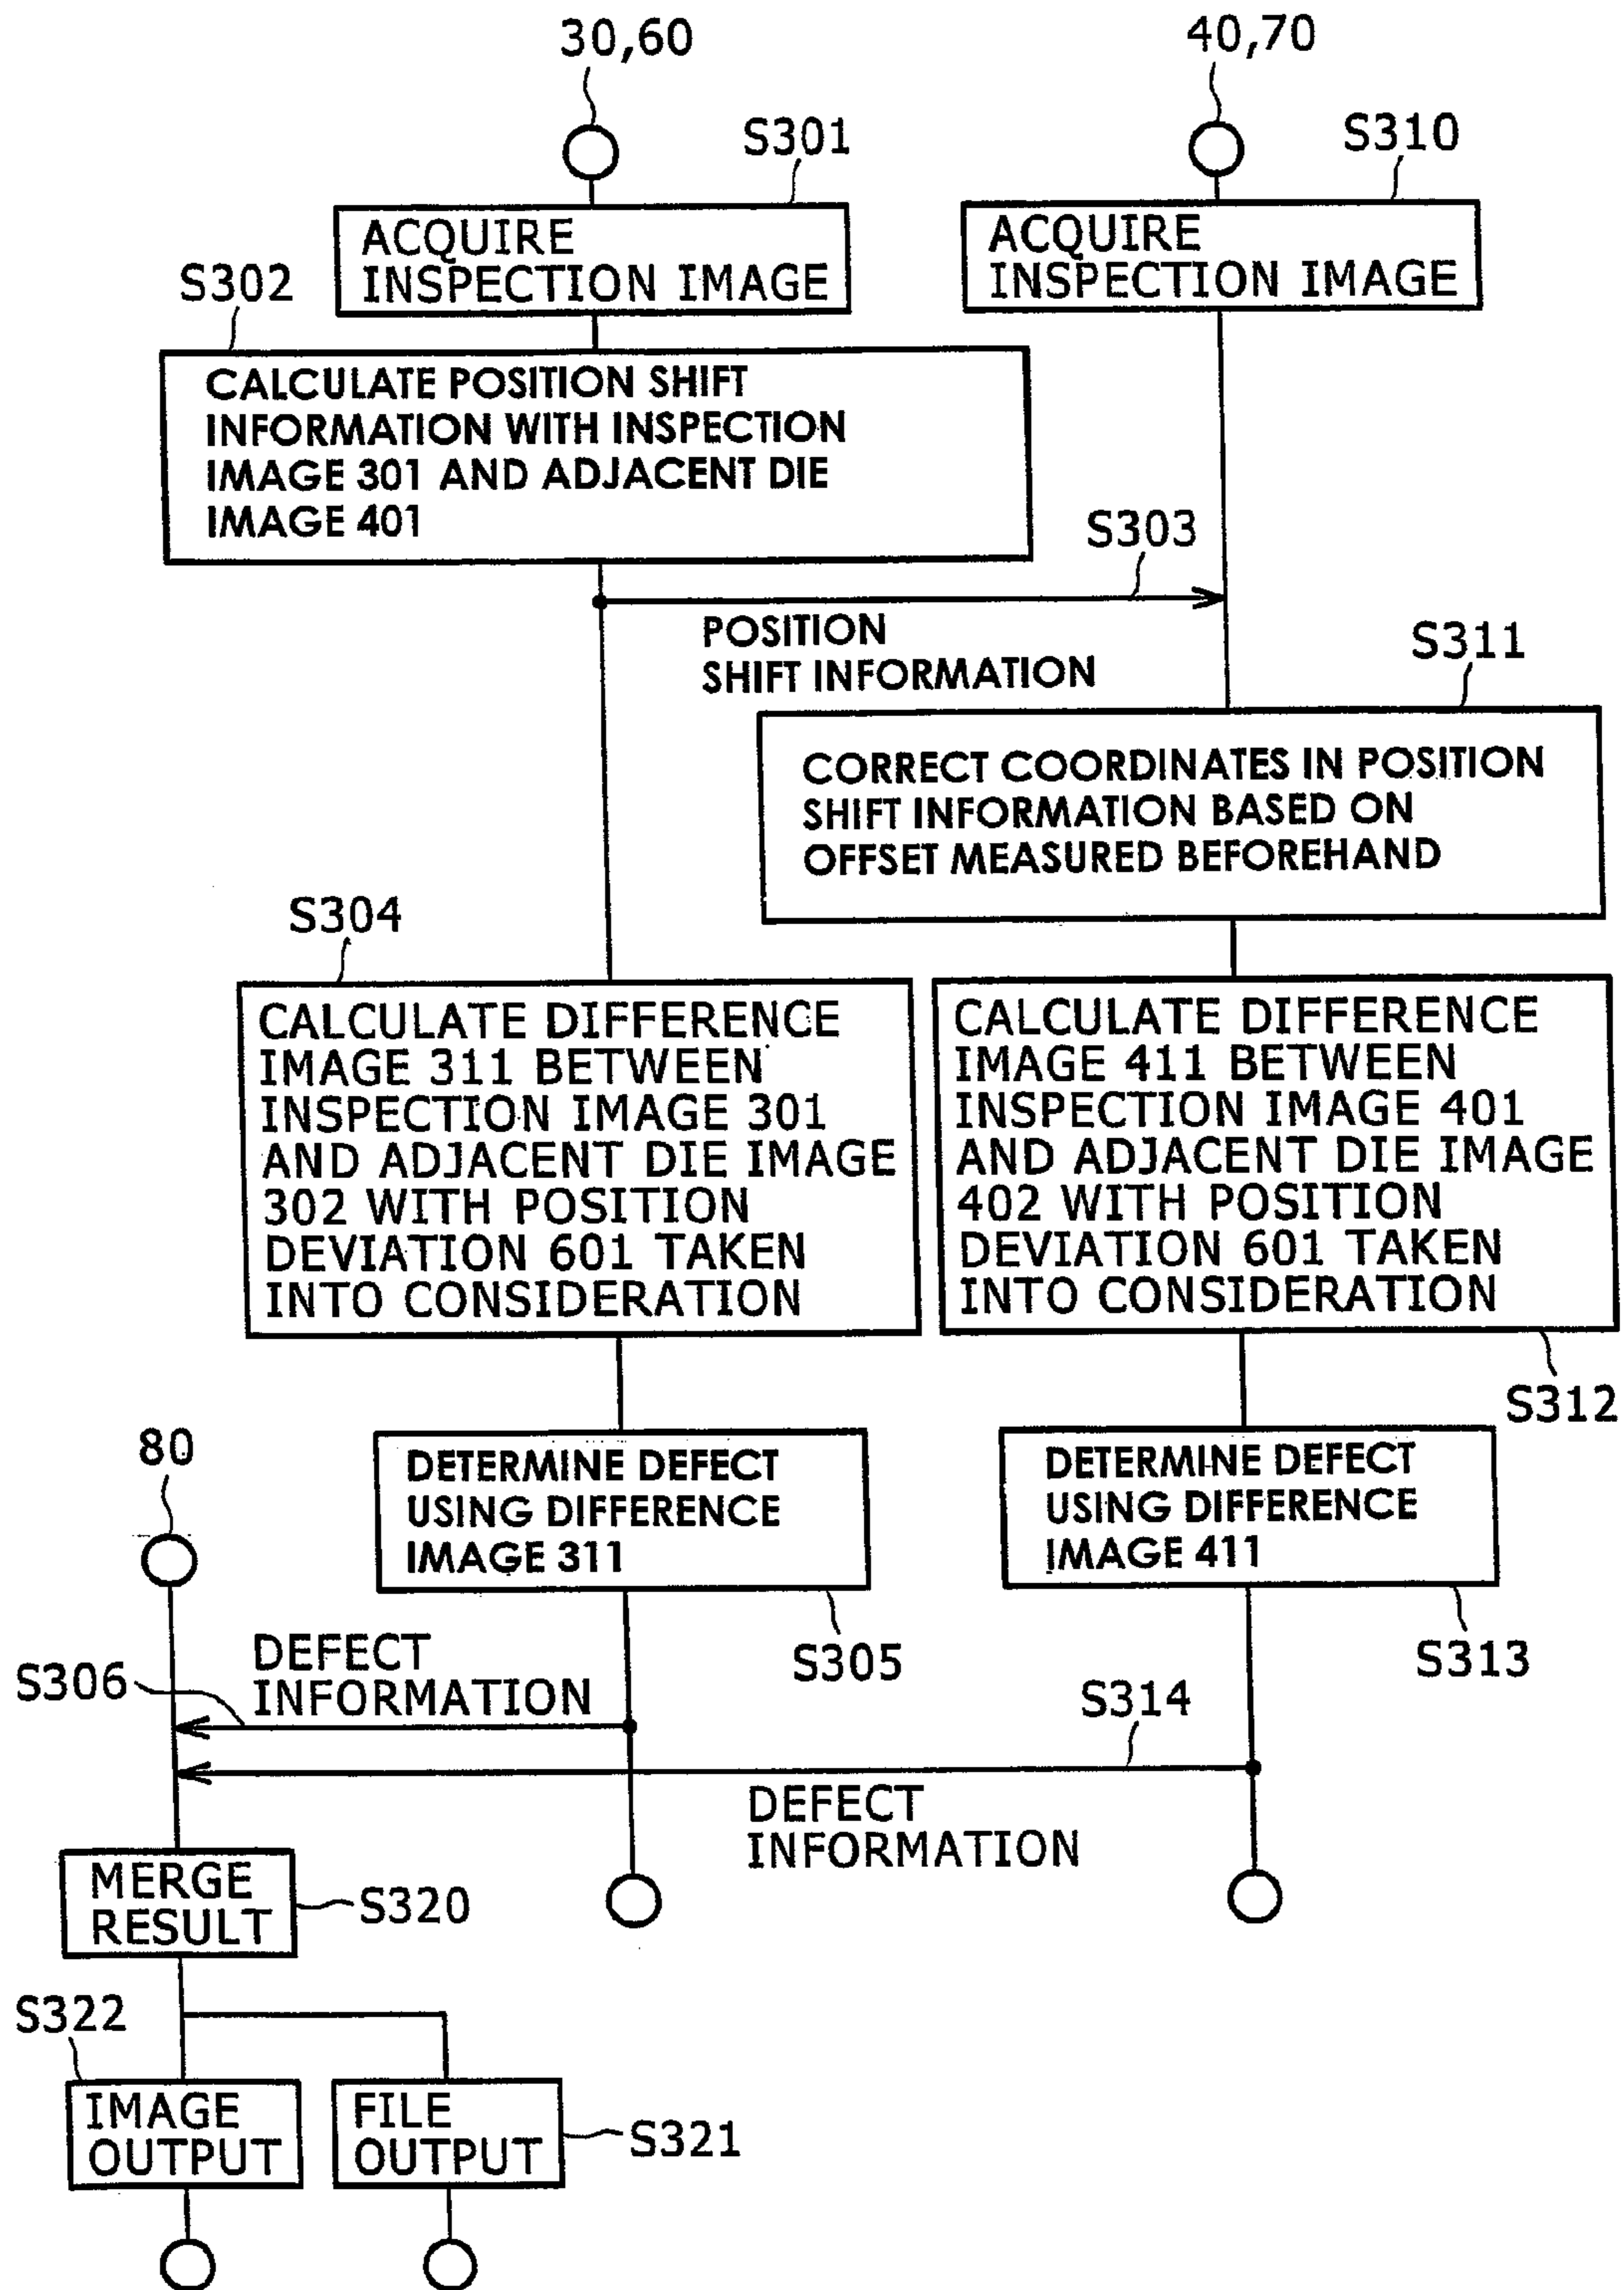 30,60
40,70
S301
S310
ACQUIRE
INSPECTION IMAGE
ACQUIRE
INSPECTION IMAGE
S302
CALCULATE POSITION SHIFT
INFORMATION WITH INSPECTION
IMAGE 301 AND ADJACENT DIE
IMAGE 401
S303
POSITION
SHIFT INFORMATION
S311
CORRECT COORDINATES IN POSITION
SHIFT INFORMATION BASED ON
OFFSET MEASURED BEFOREHAND
S304
CALCULATE DIFFERENCE
IMAGE 311 BETWEEN
INSPECTION IMAGE 301
AND ADJACENT DIE IMAGE
302 WITH POSITION
DEVIATION 601 TAKEN
INTO CONSIDERATION
CALCULATE DIFFERENCE
IMAGE 411 BETWEEN
INSPECTION IMAGE 401
AND ADJACENT DIE IMAGE
402 WITH POSITION
DEVIATION 601 TAKEN
INTO CONSIDERATION
S312
80
DETERMINE DEFECT
USING DIFFERENCE
IMAGE 311
DETERMINE DEFECT
USING DIFFERENCE
IMAGE 411
S305
S313
S306
DEFECT
INFORMATION
S314
DEFECT
INFORMATION
MERGE
RESULT
S320
S322
IMAGE
OUTPUT
FILE
OUTPUT
S321